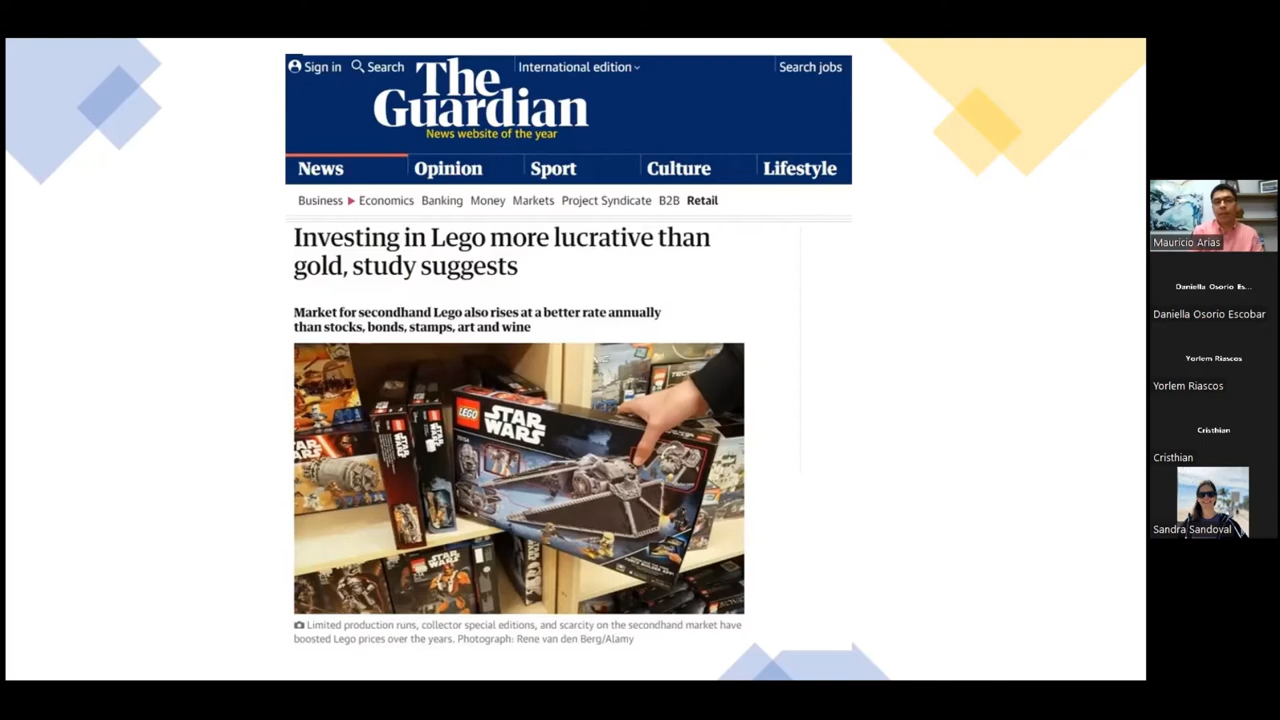 Sign in
Search
The
Guardian
News website of the year
International edition
Search jobs
News
Opinion
Sport
Culture
Lifestyle
Business
Economics
Banking
Money
Markets
Project Syndicate
B2B
Retail
Investing in Lego more lucrative than
gold, study suggests
Market for secondhand Lego also rises at a better rate annually
than stocks, bonds, stamps, art and wine
LEGO
STAR
WARS
Limited production runs, collector special editions, and scarcity on the secondhand market have
boosted Lego prices over the years. Photograph: Rene van den Berg/Alamy
Mauricio Arias
Daniella Osorio Es...
Daniella Osorio Escobar
Yorlem Riascos
Yorlem Riascos
Cristhian
Cristhian
Sandra Sandoval